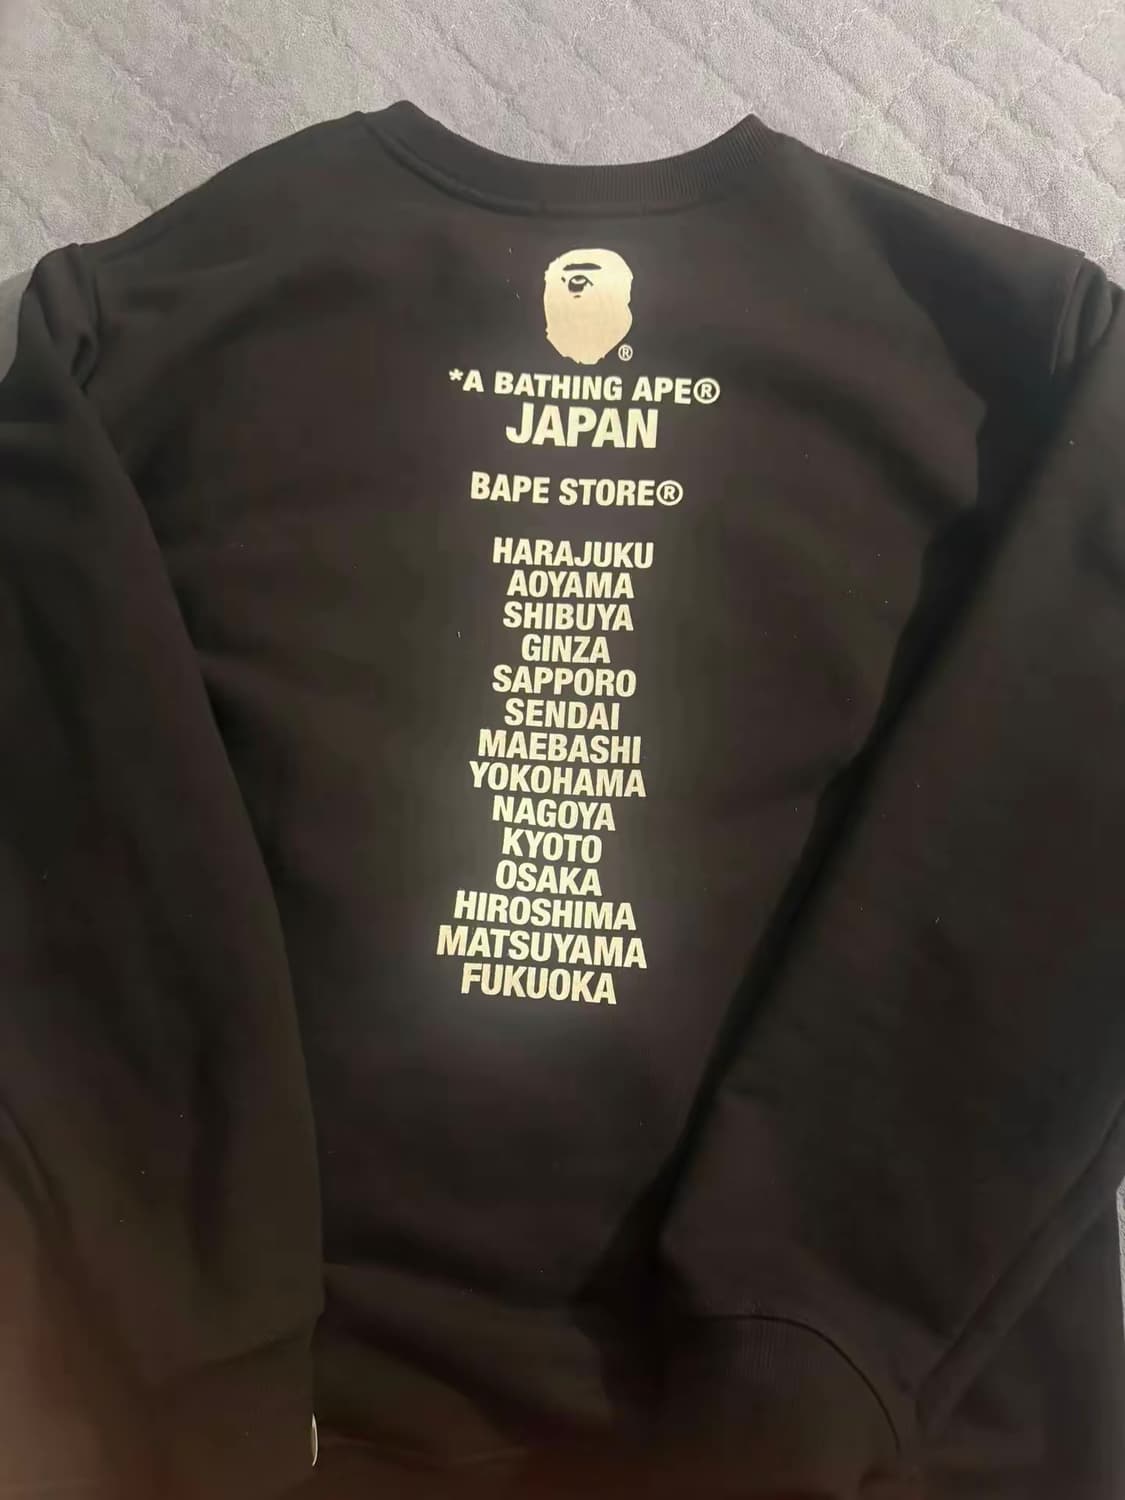 ®
*A BATHING APE®
JAPAN
BAPE STORE®
HARAJUKU
AOYAMA
SHIBUYA
GINZA
SAPPORO
SENDAI
MAEBASHI
YOKOHAMA
NAGOYA
KYOTO
OSAKA
HIROSHIMA
MATSUYAMA
FUKUOKA